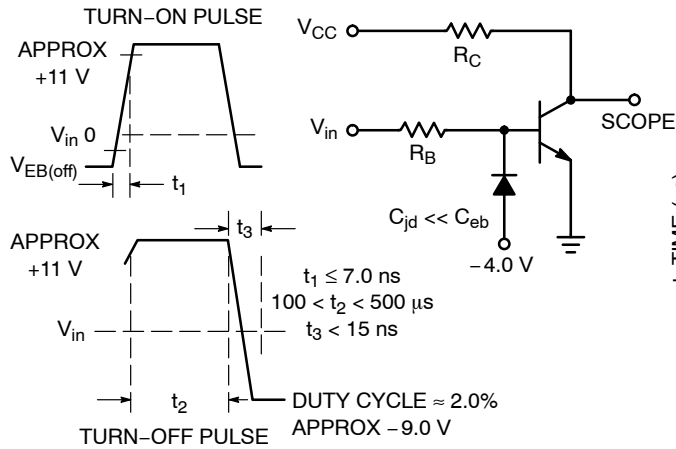 TURN−ON PULSE
APPROX
+11 V
V_in 0
V_EB(off)
t_1
V_CC
R_C
V_in
R_B
SCOPE
C_jd << C_eb
−4.0 V
APPROX
+11 V
t_3
t_1 ≤ 7.0 ns
100 < t_2 < 500 μs
t_3 < 15 ns
V_in
t_2
DUTY CYCLE ≈ 2.0%
APPROX −9.0 V
TURN−OFF PULSE